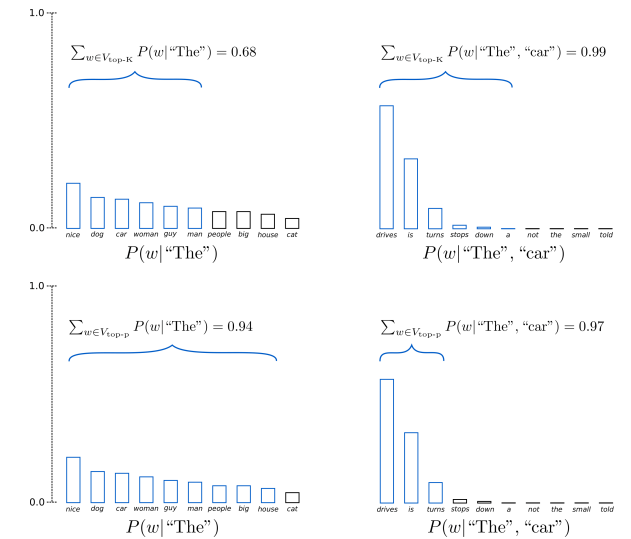 1.0
∑w∈Vtop-K P(w|“The”) = 0.68
∑w∈Vtop-K P(w|“The”, “car”) = 0.99
0.0
nice dog car woman guy man people big house cat
drives is turns stops down a not the small told
P(w|“The”)
P(w|“The”, “car”)
1.0
∑w∈Vtop-p P(w|“The”) = 0.94
∑w∈Vtop-p P(w|“The”, “car”) = 0.97
0.0
nice dog car woman guy man people big house cat
drives is turns stops down a not the small told
P(w|“The”)
P(w|“The”, “car”)